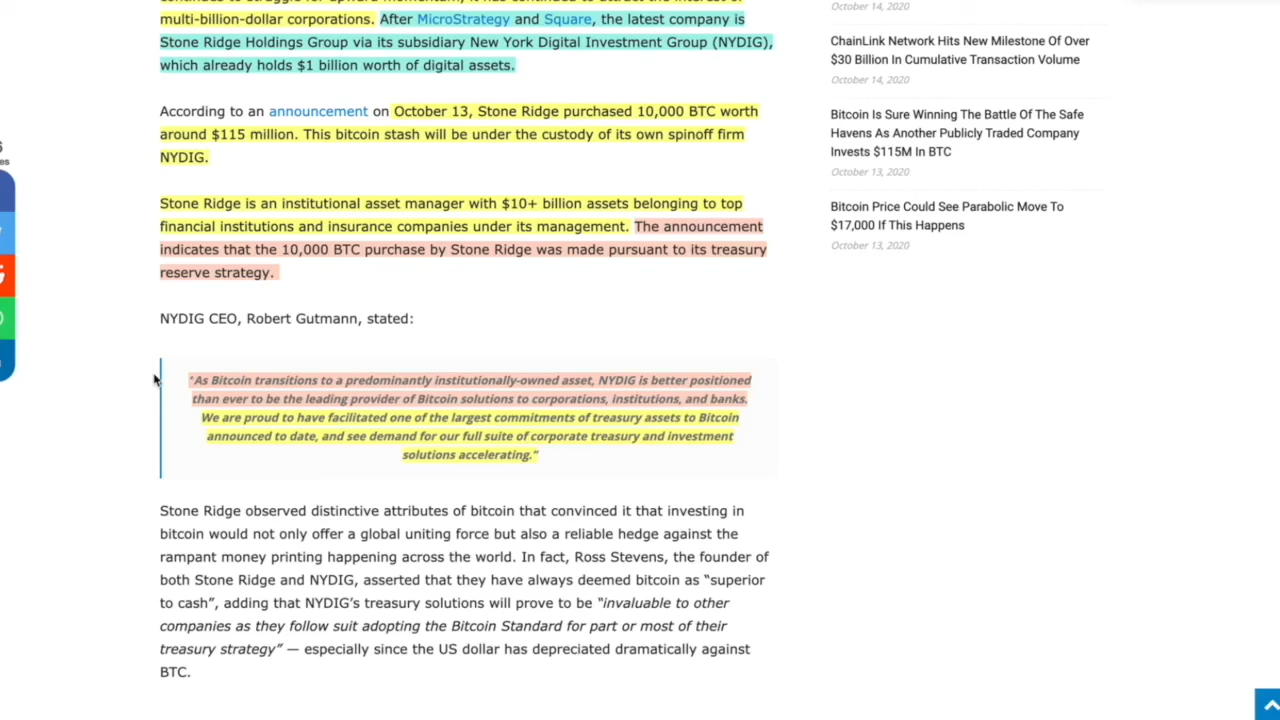 multi-billion-dollar corporations. After MicroStrategy and Square, the latest company is
Stone Ridge Holdings Group via its subsidiary New York Digital Investment Group (NYDIG),
which already holds $1 billion worth of digital assets.
According to an announcement on October 13, Stone Ridge purchased 10,000 BTC worth
around $115 million. This bitcoin stash will be under the custody of its own spinoff firm
NYDIG.
Stone Ridge is an institutional asset manager with $10+ billion assets belonging to top
financial institutions and insurance companies under its management. The announcement
indicates that the 10,000 BTC purchase by Stone Ridge was made pursuant to its treasury
reserve strategy.
NYDIG CEO, Robert Gutmann, stated:
"As Bitcoin transitions to a predominantly institutionally-owned asset, NYDIG is better positioned
than ever to be the leading provider of Bitcoin solutions to corporations, institutions, and banks.
We are proud to have facilitated one of the largest commitments of treasury assets to Bitcoin
announced to date, and see demand for our full suite of corporate treasury and investment
solutions accelerating."
Stone Ridge observed distinctive attributes of bitcoin that convinced it that investing in
bitcoin would not only offer a global uniting force but also a reliable hedge against the
rampant money printing happening across the world. In fact, Ross Stevens, the founder of
both Stone Ridge and NYDIG, asserted that they have always deemed bitcoin as “superior
to cash”, adding that NYDIG’s treasury solutions will prove to be “invaluable to other
companies as they follow suit adopting the Bitcoin Standard for part or most of their
treasury strategy” — especially since the US dollar has depreciated dramatically against
BTC.
October 14, 2020
ChainLink Network Hits New Milestone Of Over
$30 Billion In Cumulative Transaction Volume
October 14, 2020
Bitcoin Is Sure Winning The Battle Of The Safe
Havens As Another Publicly Traded Company
Invests $115M In BTC
October 13, 2020
Bitcoin Price Could See Parabolic Move To
$17,000 If This Happens
October 13, 2020